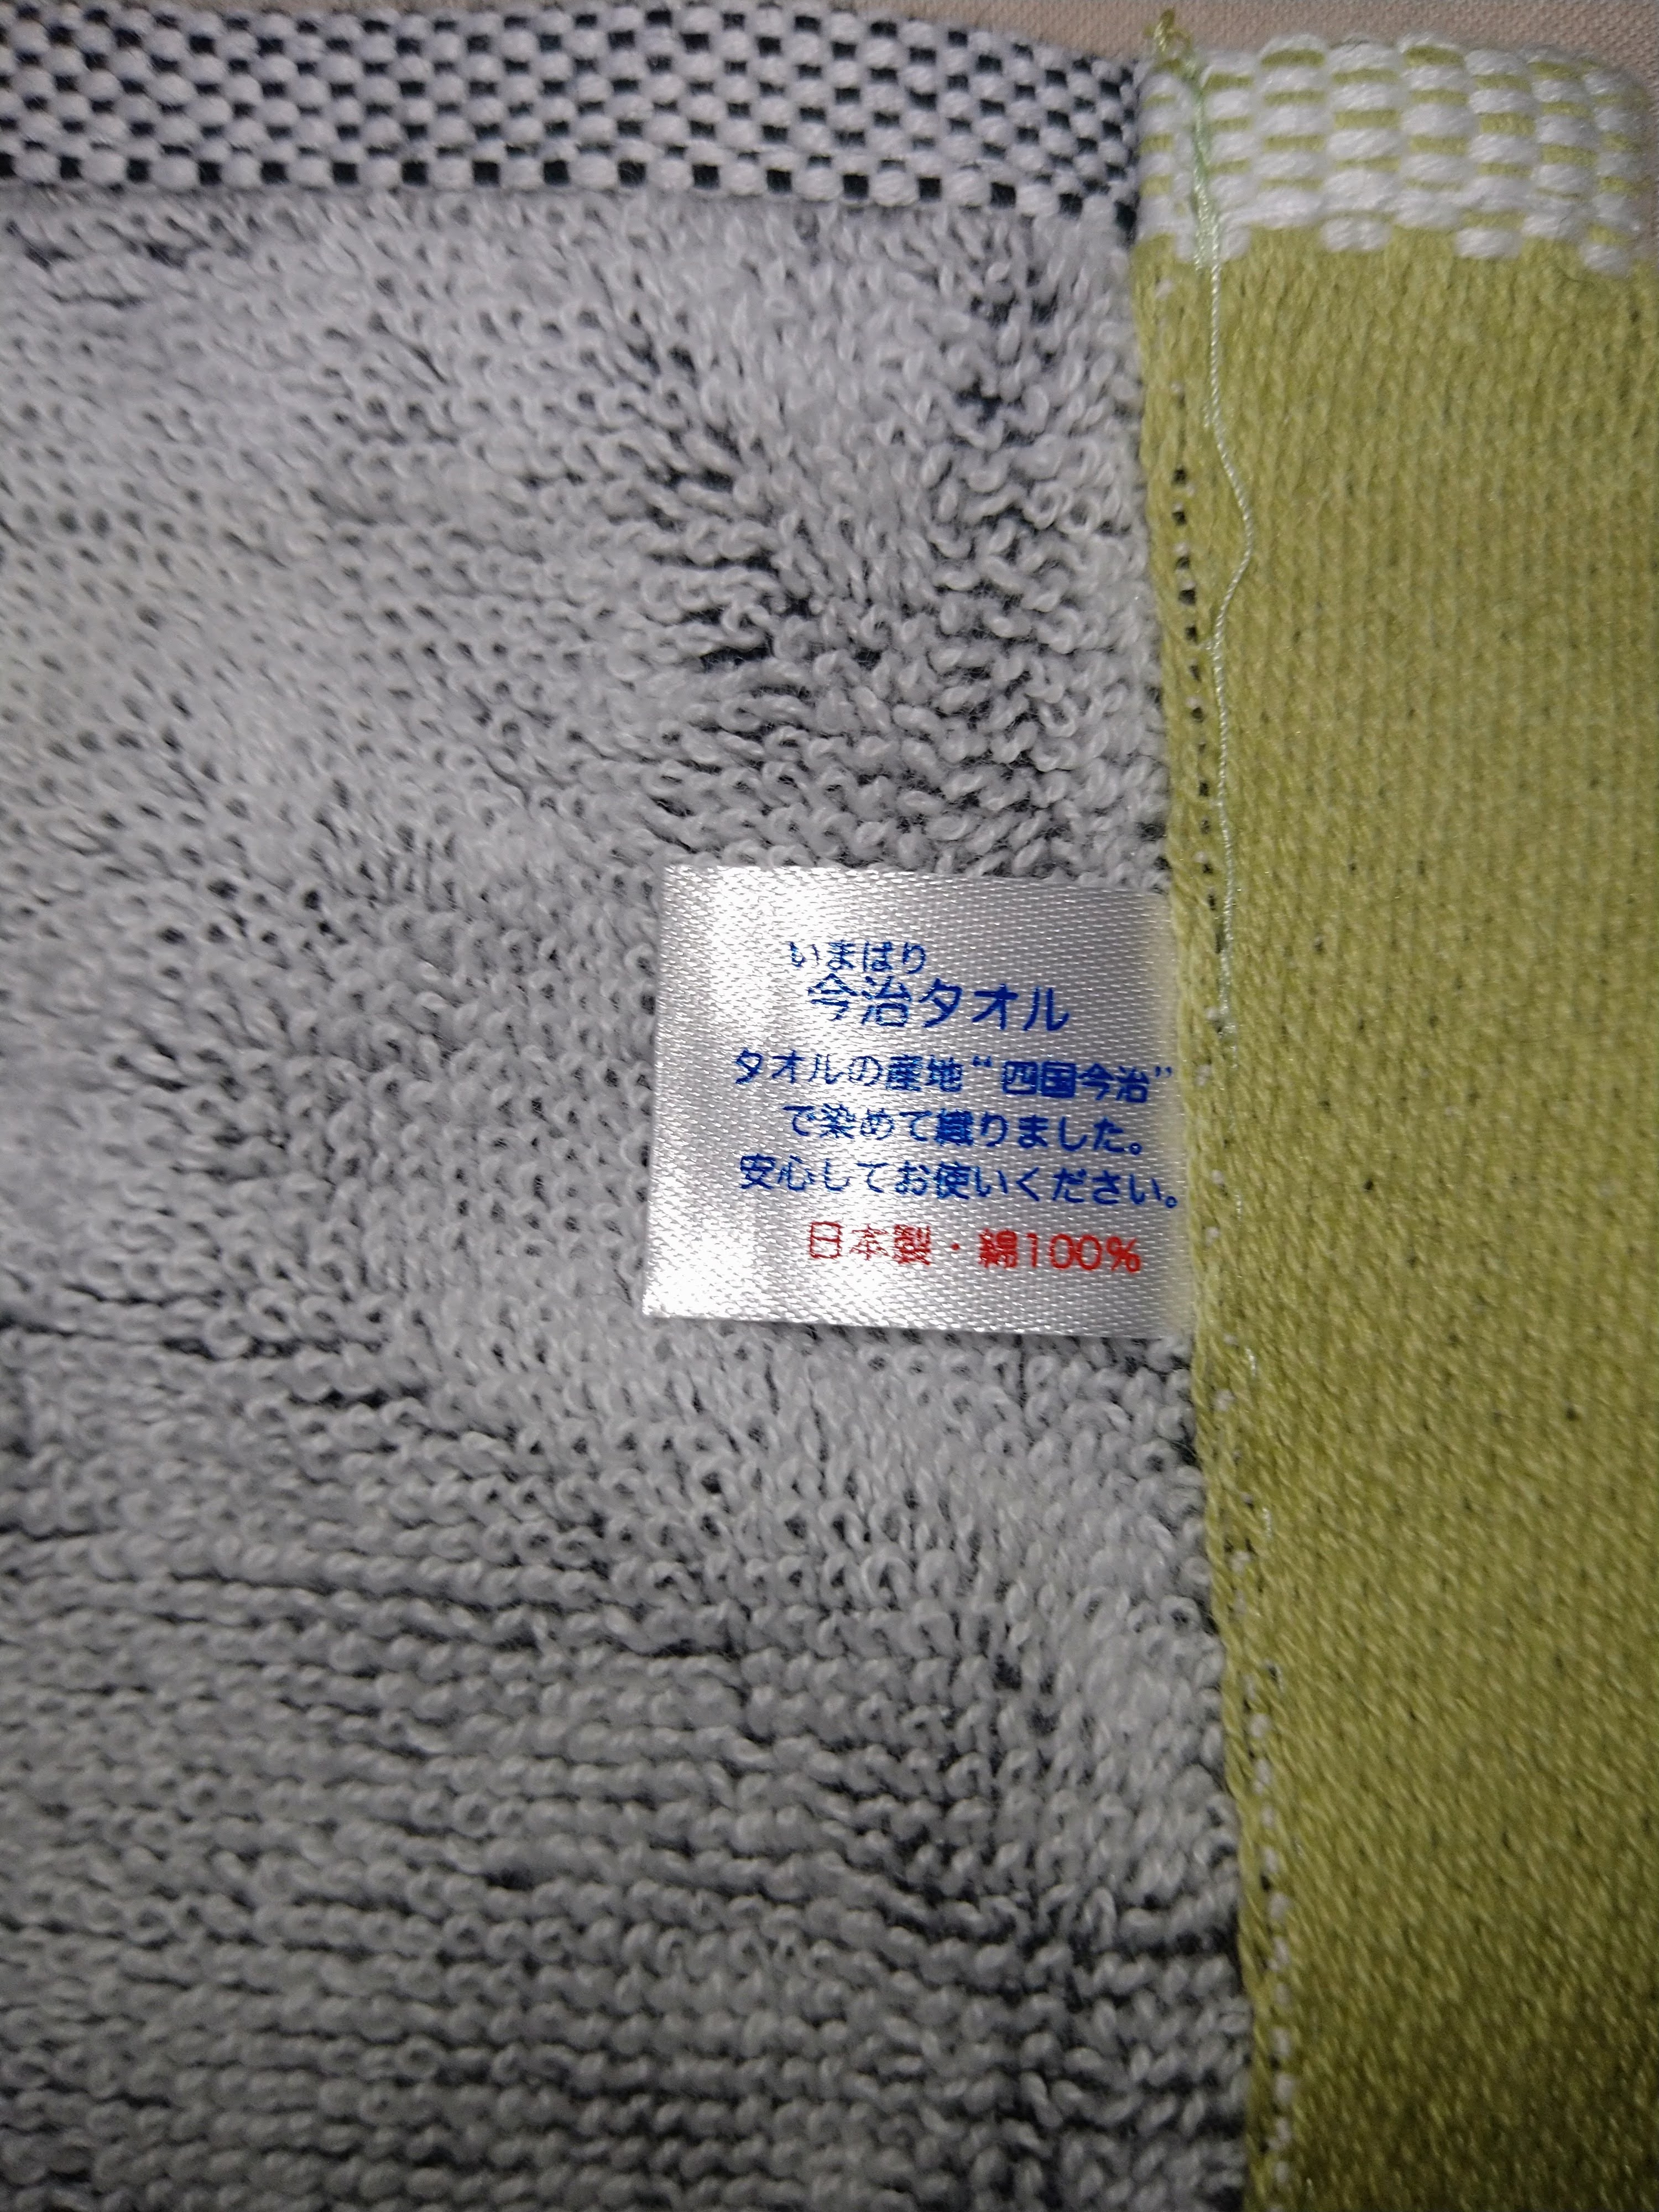 いまばり
今治タオル
タオルの産地“四国今治”
で染めて織りました。
安心してお使いください。
日本製・綿100%